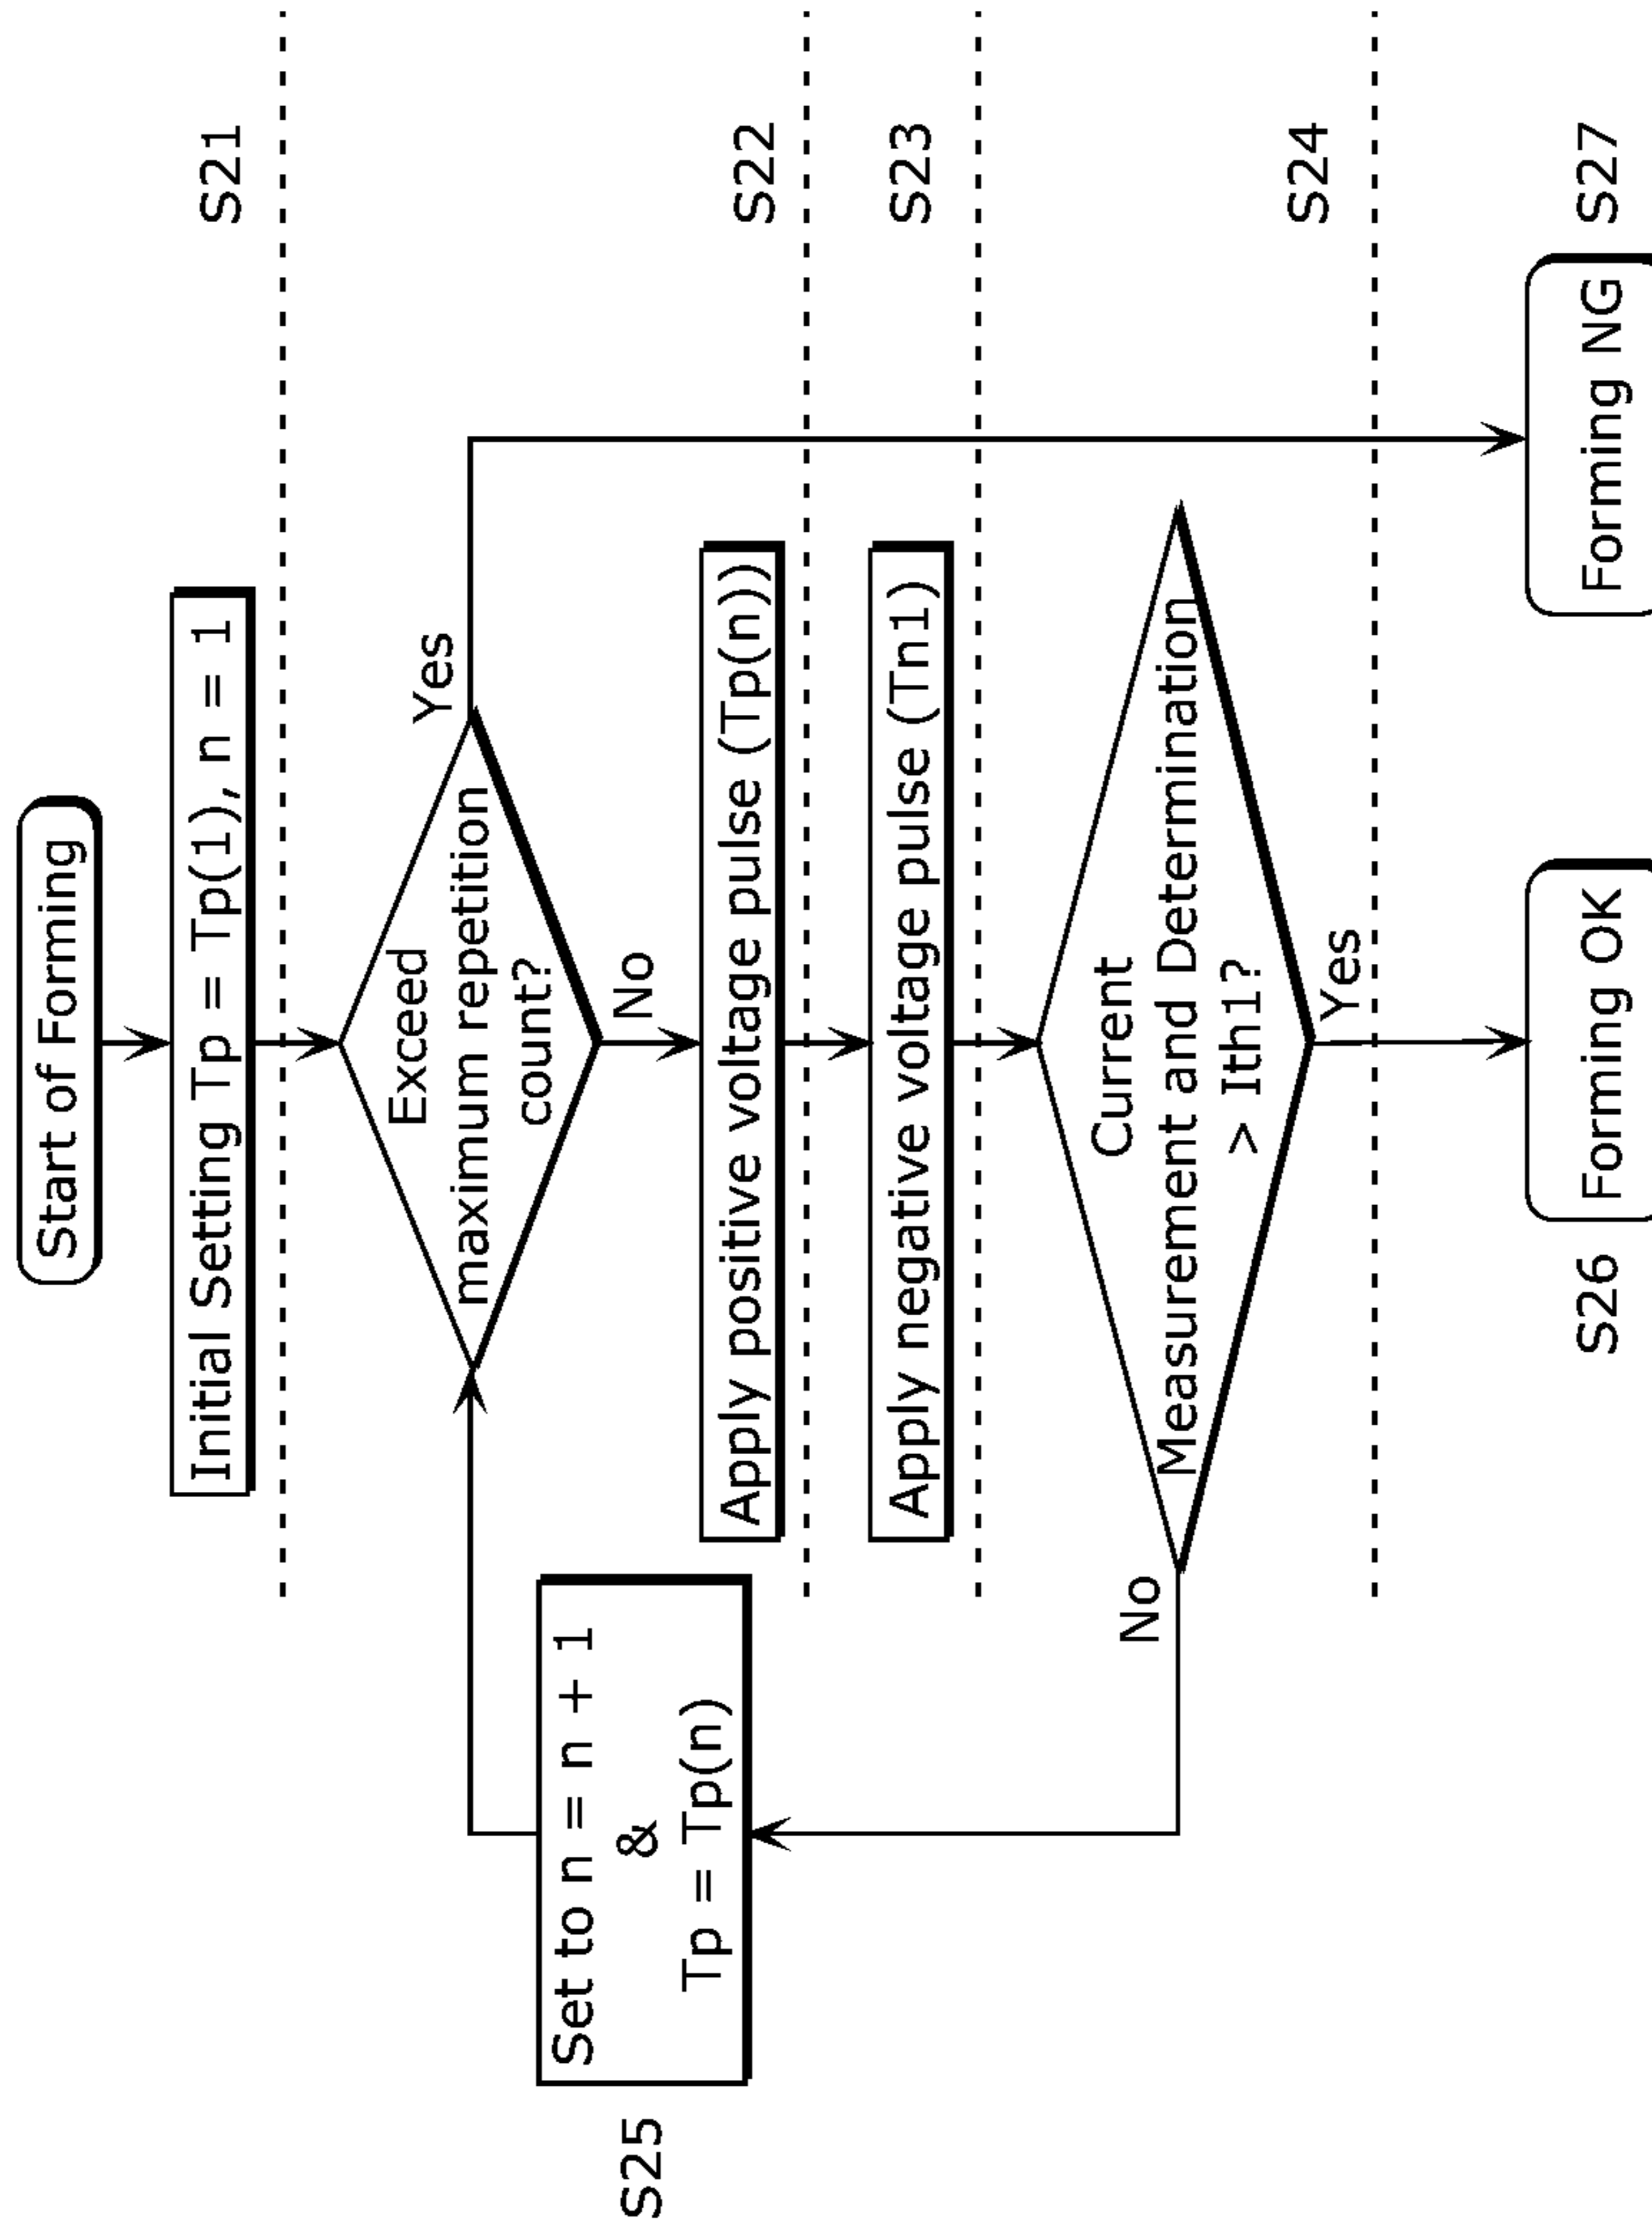 Start of Forming
Initial Setting Tp = Tp(1), n = 1
S21
Exceed
maximum repetition
count?
Yes
No
Set to n = n + 1
&
Tp = Tp(n)
S25
Apply positive voltage pulse (Tp(n))
S22
Apply negative voltage pulse (Tn1)
S23
Current
Measurement and Determination
> Ith1?
No
Yes
S24
S26
Forming OK
Forming NG
S27